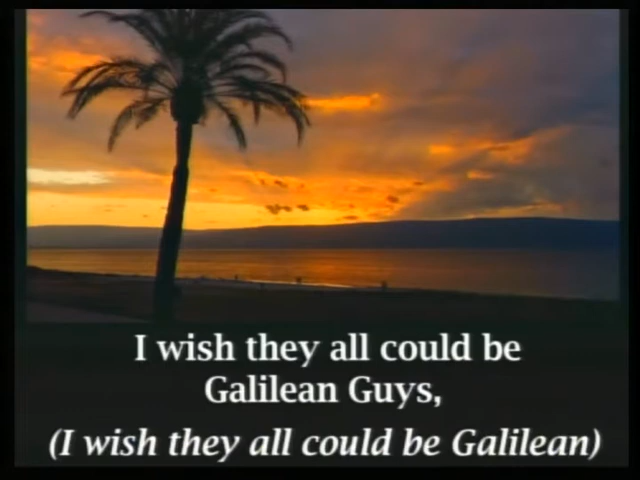 I wish they all could be
Galilean Guys,
(I wish they all could be Galilean)